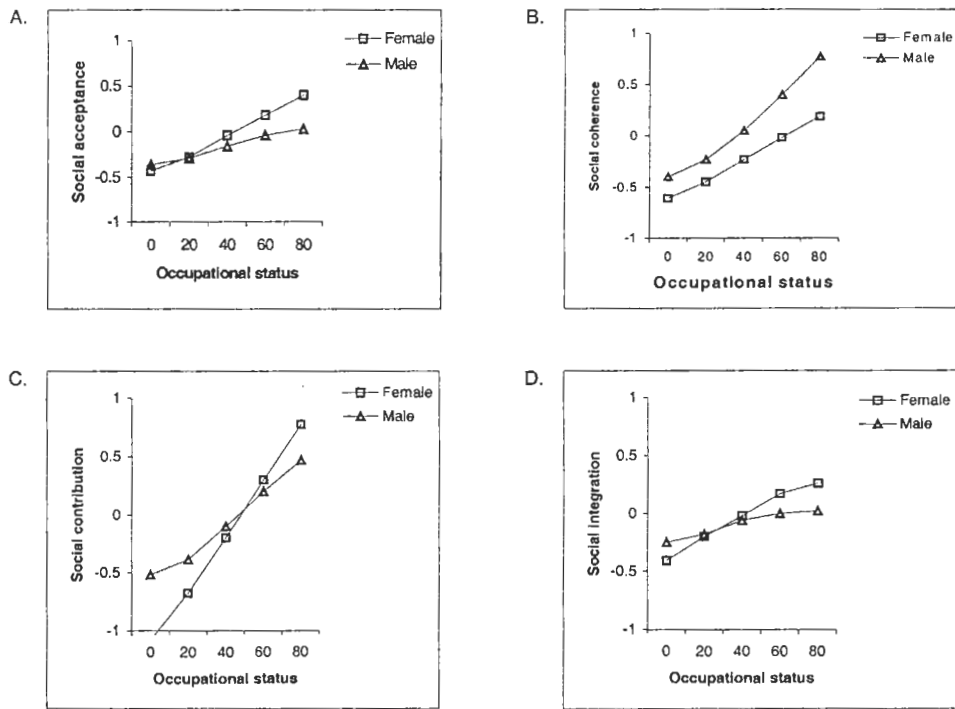 A.
1
0.5
0
-0.5
-1
Social acceptance
0 20 40 60 80
Occupational status
Female
Male
B.
1
0.5
0
-0.5
-1
Social coherence
0 20 40 60 80
Occupational status
Female
Male
C.
1
0.5
0
-0.5
-1
Social contribution
0 20 40 60 80
Occupational status
Female
Male
D.
1
0.5
0
-0.5
-1
Social integration
0 20 40 60 80
Occupational status
Female
Male